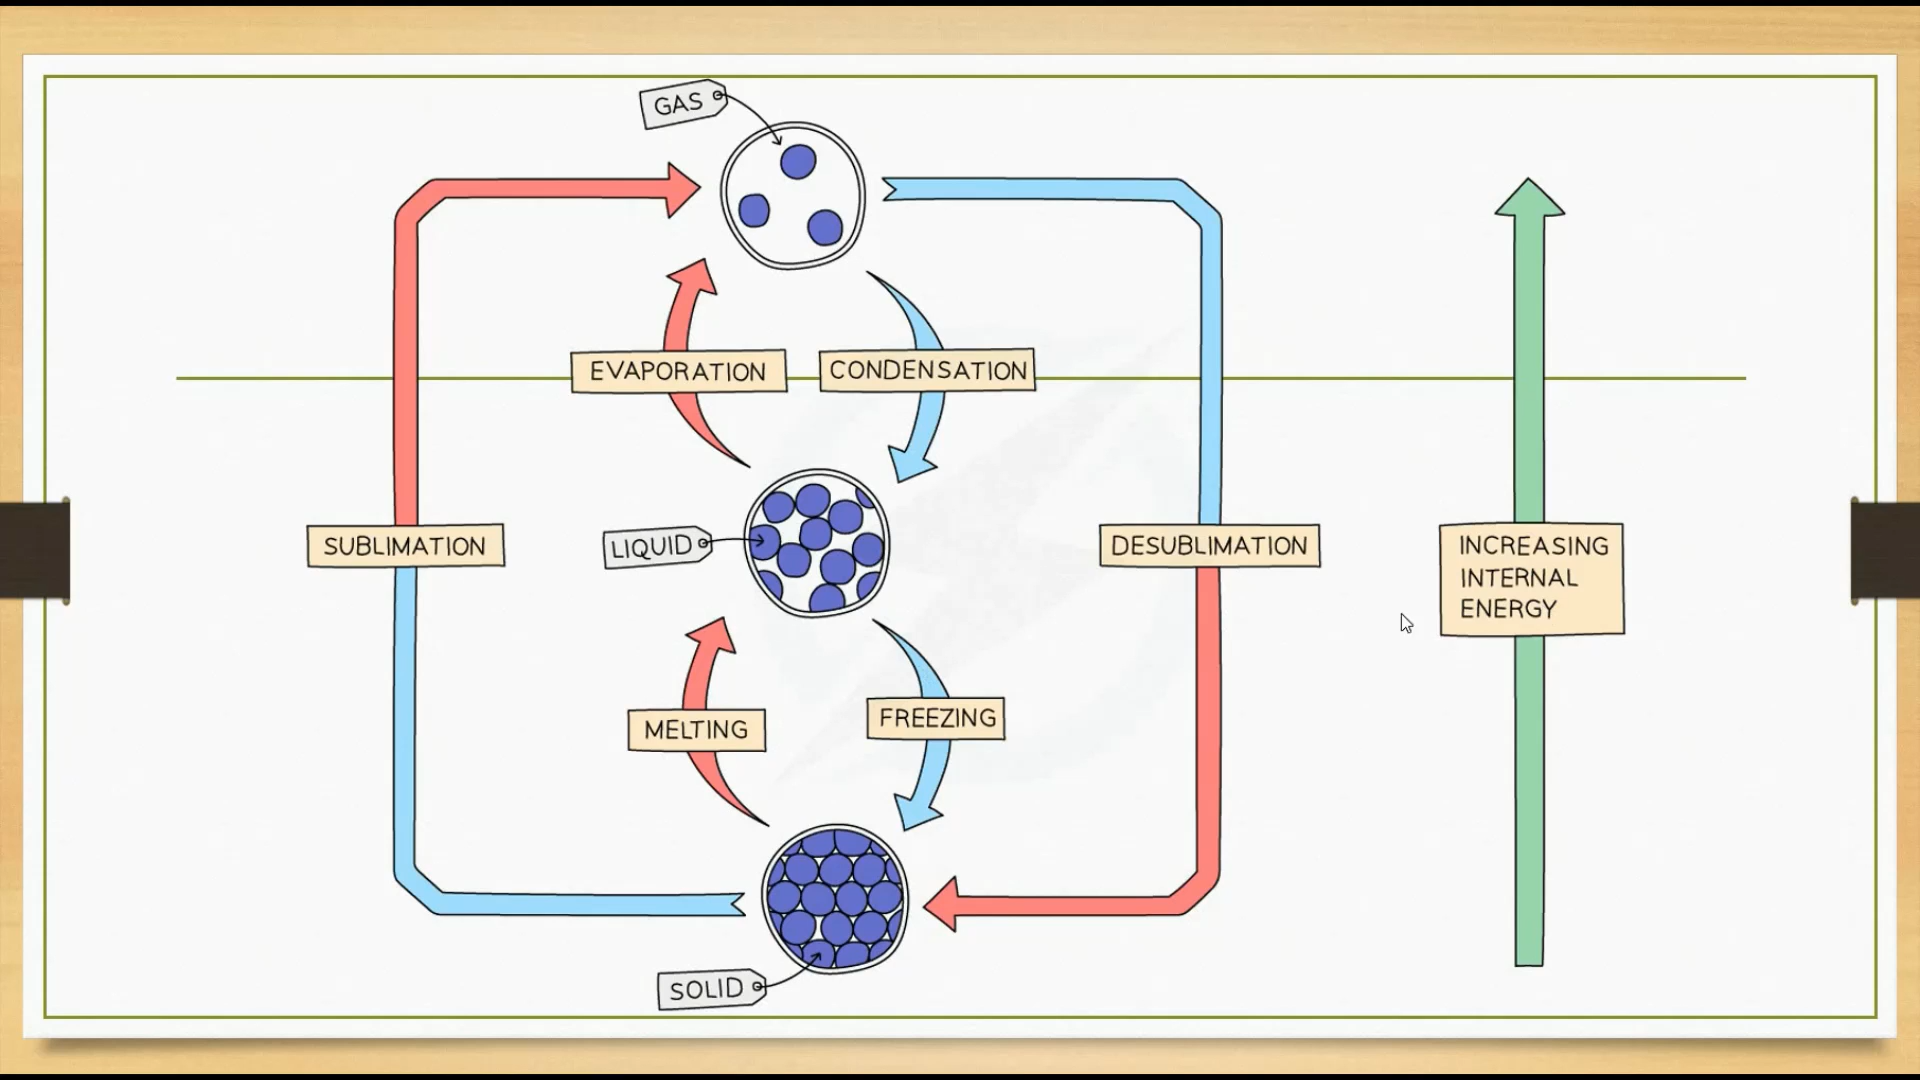 GAS
EVAPORATION
CONDENSATION
SUBLIMATION
LIQUID
DESUBLIMATION
INCREASING
INTERNAL
ENERGY
MELTING
FREEZING
SOLID